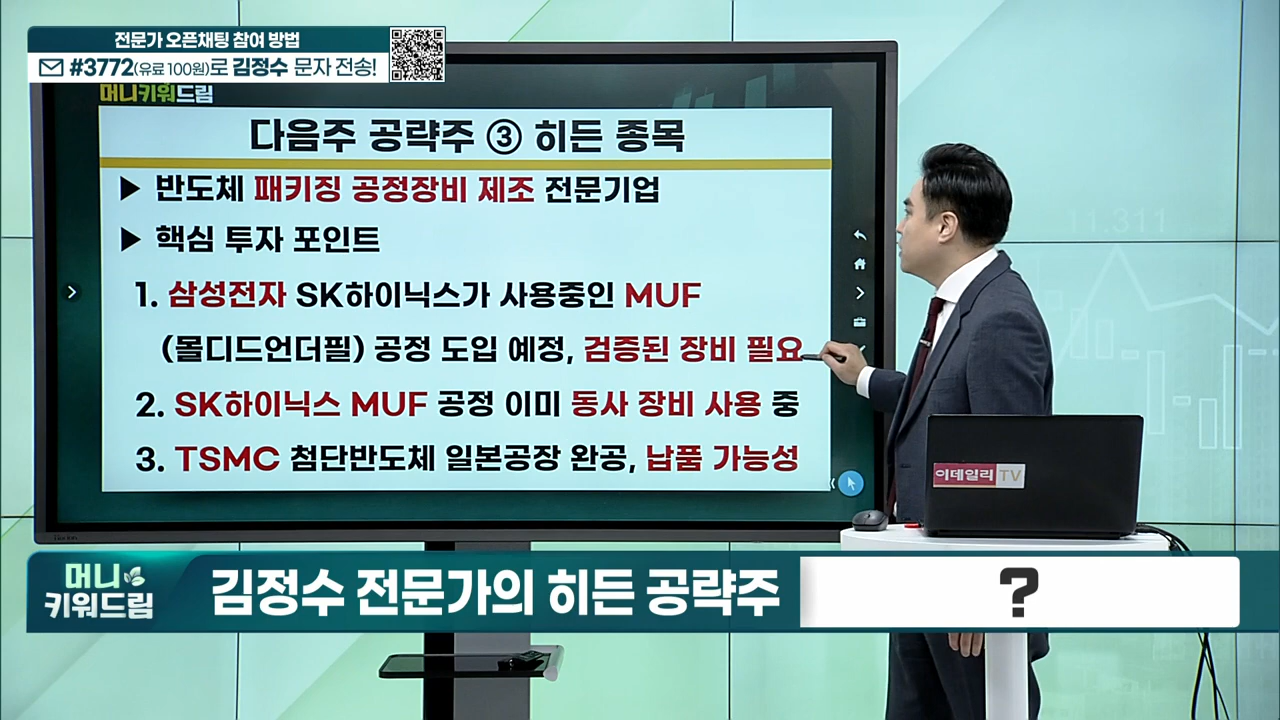 전문가 오픈채팅 참여 방법
#3772(유료 100원)로 김정수 문자 전송!
머니키워드림
다음주 공략주 ③ 히든 종목
▶ 반도체 패키징 공정장비 제조 전문기업
▶ 핵심 투자 포인트
1. 삼성전자 SK하이닉스가 사용중인 MUF
(몰디드언더필) 공정 도입 예정, 검증된 장비 필요
2. SK하이닉스 MUF 공정 이미 동사 장비 사용 중
3. TSMC 첨단반도체 일본공장 완공, 납품 가능성
11.311
이데일리TV
머니
키워드림
김정수 전문가의 히든 공략주
?